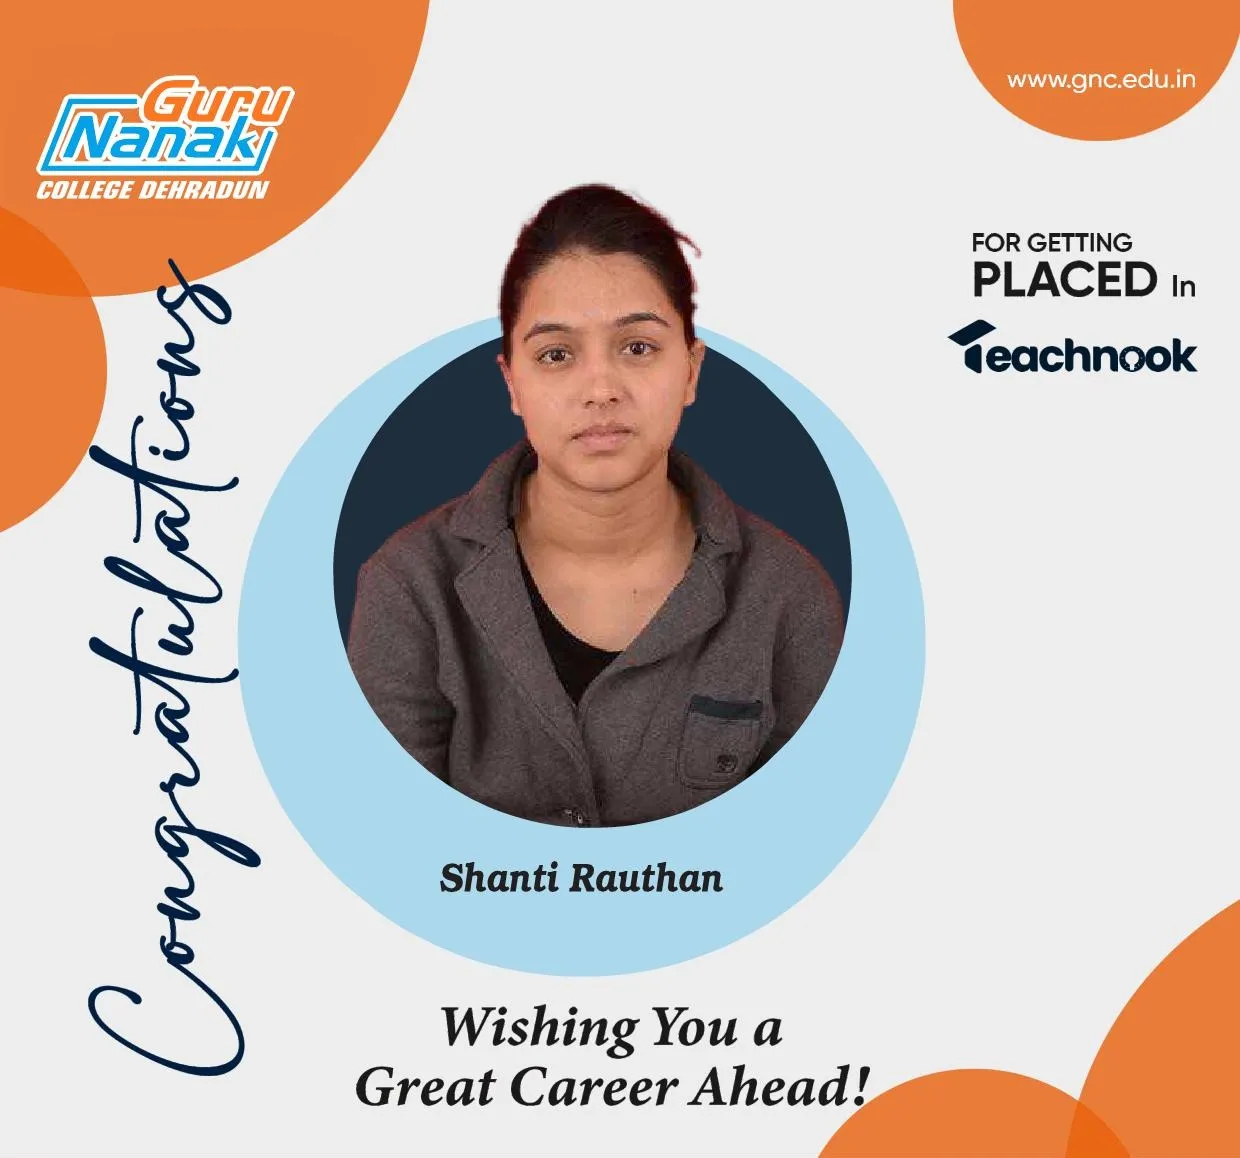 Guru
Nanak
COLLEGE DEHRADUN
www.gnc.edu.in
Congratulations
FOR GETTING
PLACED In
Teachnook
Shanti Rauthan
Wishing You a
Great Career Ahead!